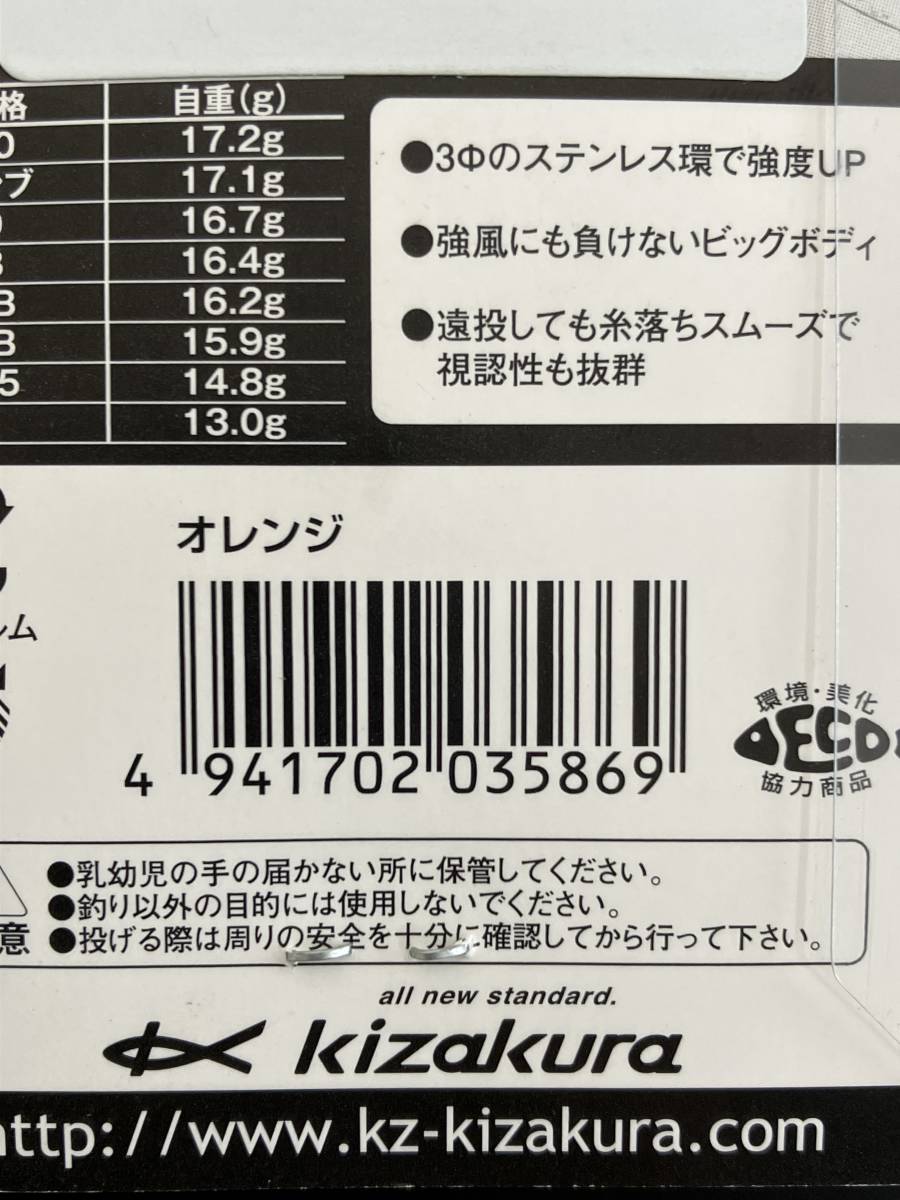 格 自重(g)
0 17.2g
ブ 17.1g
0 16.7g
B 16.4g
B 16.2g
B 15.9g
5 14.8g
13.0g
●3Φのステンレス環で強度UP
●強風にも負けないビッグボディ
●遠投しても糸落ちスムーズで
視認性も抜群
オレンジ
ム
4 941702 035869
環境・美化
DECO
協力商品
●乳幼児の手の届かない所に保管してください。
●釣り以外の目的には使用しないでください。
意 ●投げる際は周りの安全を十分に確認してから行って下さい。
all new standard.
kizakura
http://www.kz-kizakura.com